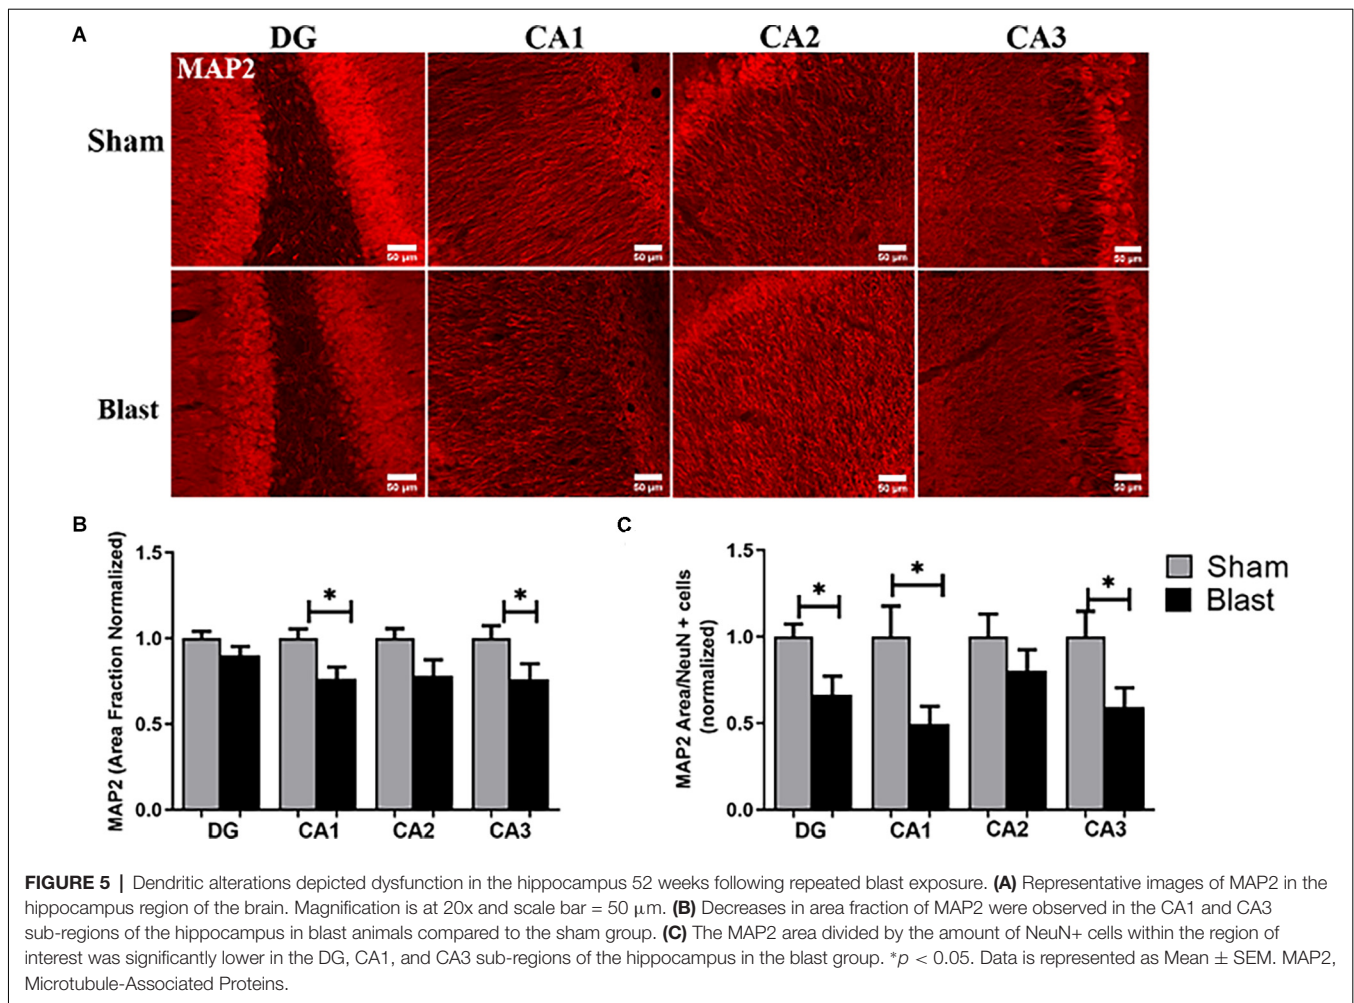 A
DG CA1 CA2 CA3
MAP2
Sham
50 µm 50 µm 50 µm 50 µm
Blast
50 µm 50 µm 50 µm 50 µm
B
MAP2 (Area Fraction Normalized)
1.5
1.0
0.5
0.0
* *
DG CA1 CA2 CA3
C
MAP2 Area/NeuN + cells
(normalized)
1.5
1.0
0.5
0.0
* * *
DG CA1 CA2 CA3
Sham
Blast
FIGURE 5 | Dendritic alterations depicted dysfunction in the hippocampus 52 weeks following repeated blast exposure. (A) Representative images of MAP2 in the
hippocampus region of the brain. Magnification is at 20x and scale bar = 50 µm. (B) Decreases in area fraction of MAP2 were observed in the CA1 and CA3
sub-regions of the hippocampus in blast animals compared to the sham group. (C) The MAP2 area divided by the amount of NeuN+ cells within the region of
interest was significantly lower in the DG, CA1, and CA3 sub-regions of the hippocampus in the blast group. *p < 0.05. Data is represented as Mean ± SEM. MAP2,
Microtubule-Associated Proteins.